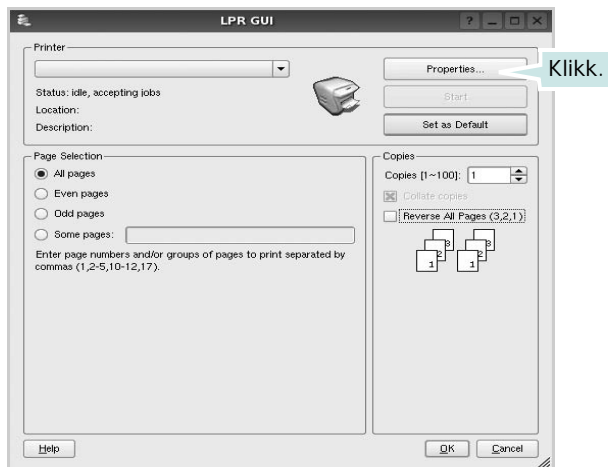 LPR GUI
Printer
Properties...
Klikk.
Status: idle, accepting jobs
Start
Location:
Description:
Set as Default
Page Selection
All pages
Even pages
Odd pages
Some pages:
Enter page numbers and/or groups of pages to print separated by
commas (1,2-5,10-12,17).
Copies
Copies [1~100]: 1
Collate copies
Reverse All Pages (3,2,1)
3 3
2 2
1 1
Help
OK
Cancel